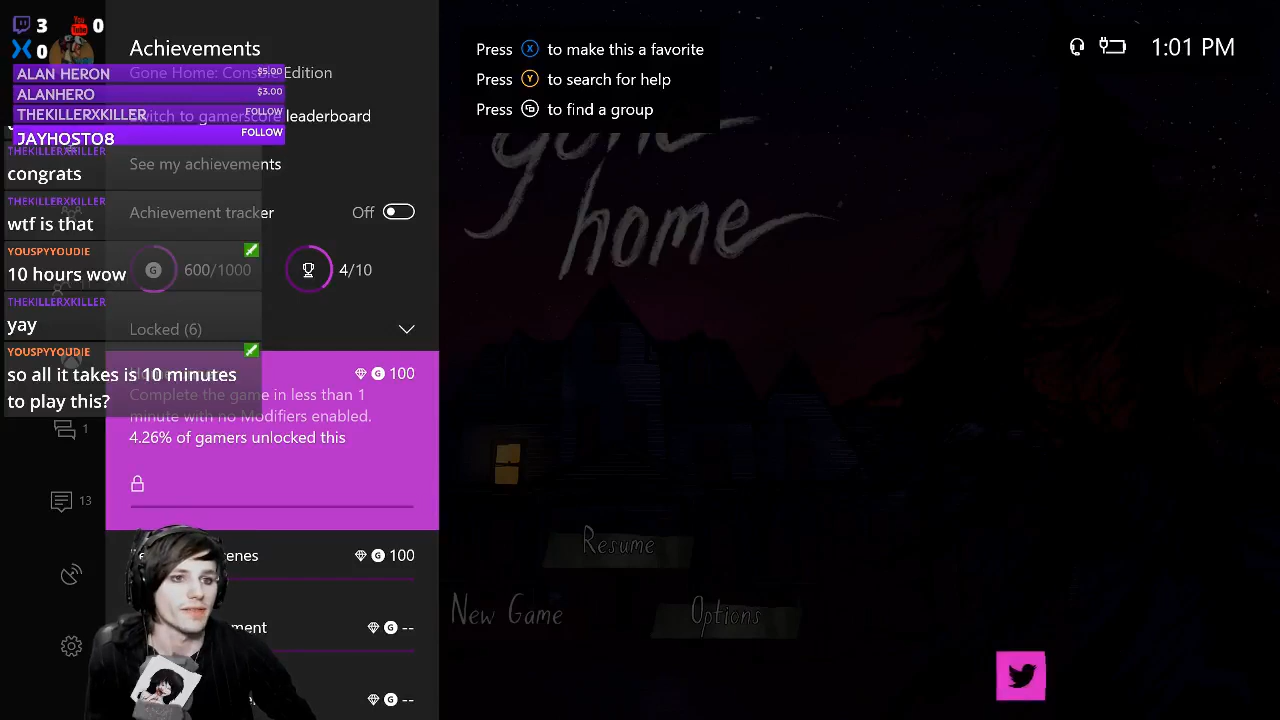 3
0
0
Achievements
Gone Home: Console Edition
ALAN HERON $5.00
ALANHERO $3.00
THEKILLERXKILLER FOLLOW
JAYHOSTO8 FOLLOW
Switch to gamerscore leaderboard
THEKILLERXKILLER
congrats
See my achievements
THEKILLERXKILLER
wtf is that
Achievement tracker Off
YOUSPYYOUDIE
10 hours wow
G 600/1000
4/10
THEKILLERXKILLER
yay
Locked (6)
YOUSPYYOUDIE
so all it takes is 10 minutes
to play this?
G 100
Complete the game in less than 1
minute with no Modifiers enabled.
4.26% of gamers unlocked this
1
13
G 100
G --
G --
Press X to make this a favorite
Press Y to search for help
Press to find a group
1:01 PM
gone
home
Resume
New Game
Options